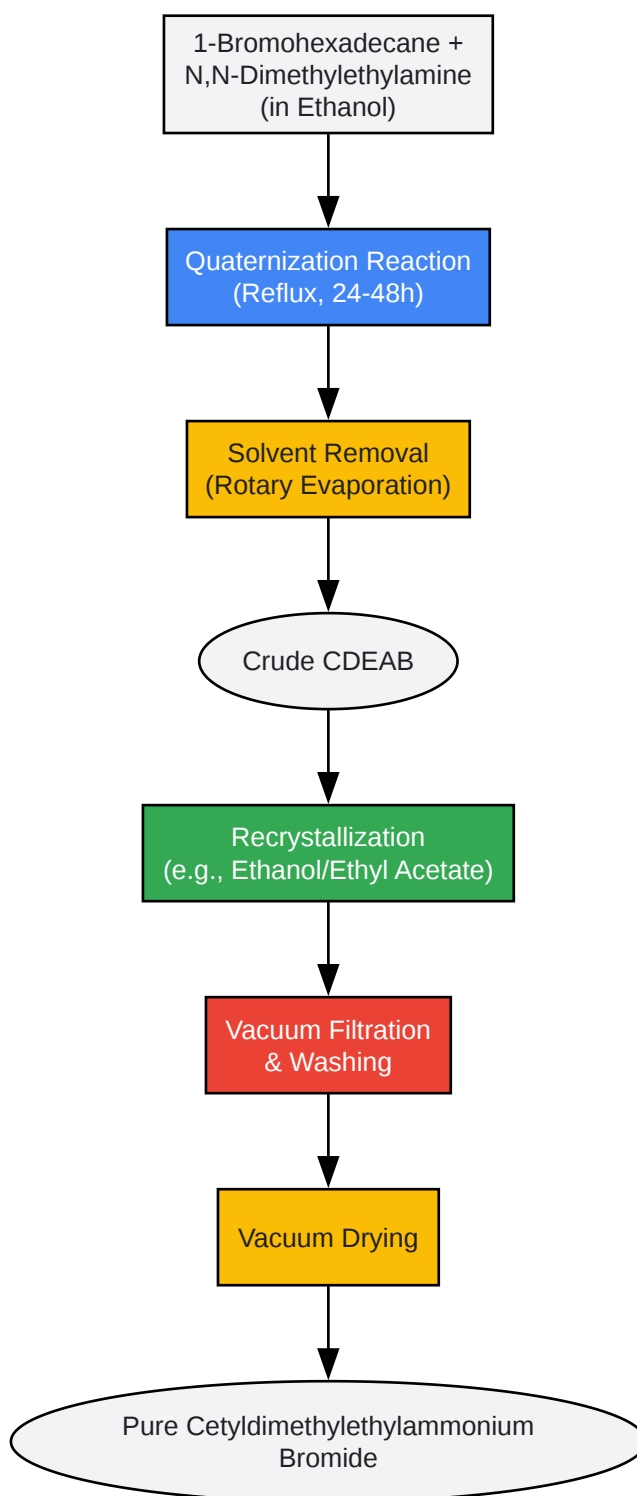 1-Bromohexadecane +
N,N-Dimethylethylamine
(in Ethanol)
Quaternization Reaction
(Reflux, 24-48h)
Solvent Removal
(Rotary Evaporation)
Crude CDEAB
Recrystallization
(e.g., Ethanol/Ethyl Acetate)
Vacuum Filtration
& Washing
Vacuum Drying
Pure Cetyldimethylethylammonium
Bromide